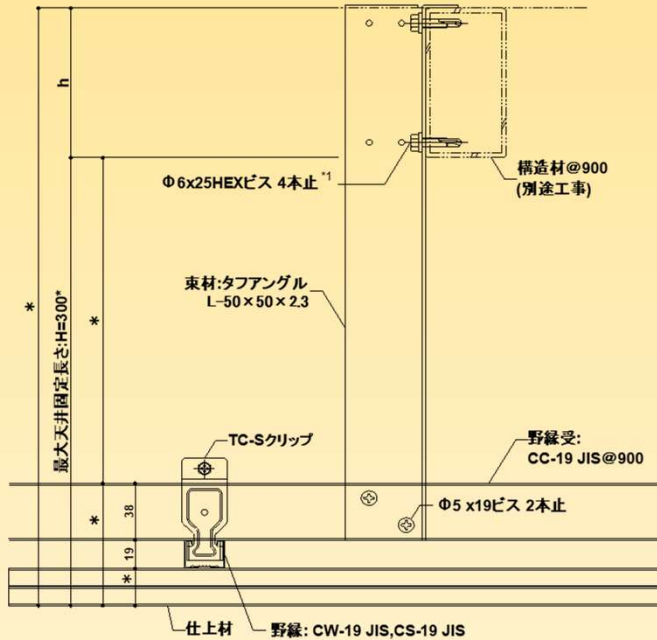 h
Φ6x25HEXビス 4本止*1
構造材@900
(別途工事)
束材:タフアングル
L-50×50×2.3
*
最大天井固定長さ:H=300*
*
TC-Sクリップ
野縁受:
CC-19 JIS@900
Φ5 x19ビス 2本止
*
38
19
*
仕上材
野縁: CW-19 JIS,CS-19 JIS